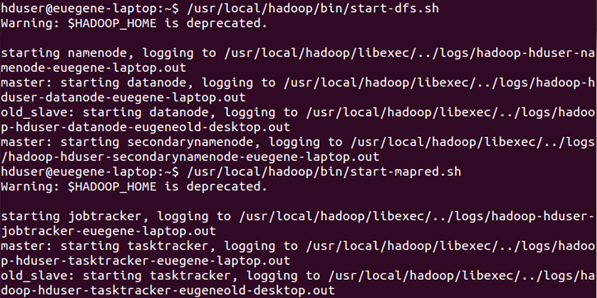 hduser@euegene-laptop:~$ /usr/local/hadoop/bin/start-dfs.sh
Warning: $HADOOP_HOME is deprecated.
starting namenode, logging to /usr/local/hadoop/libexec/../logs/hadoop-hduser-na
menode-euegene-laptop.out
master: starting datanode, logging to /usr/local/hadoop/libexec/../logs/hadoop-h
duser-datanode-euegene-laptop.out
old_slave: starting datanode, logging to /usr/local/hadoop/libexec/../logs/hadoo
p-hduser-datanode-eugeneold-desktop.out
master: starting secondarynamenode, logging to /usr/local/hadoop/libexec/../logs
/hadoop-hduser-secondarynamenode-euegene-laptop.out
hduser@euegene-laptop:~$ /usr/local/hadoop/bin/start-mapred.sh
Warning: $HADOOP_HOME is deprecated.
starting jobtracker, logging to /usr/local/hadoop/libexec/../logs/hadoop-hduser-
jobtracker-euegene-laptop.out
master: starting tasktracker, logging to /usr/local/hadoop/libexec/../logs/hadoo
p-hduser-tasktracker-euegene-laptop.out
old_slave: starting tasktracker, logging to /usr/local/hadoop/libexec/../logs/ha
doop-hduser-tasktracker-eugeneold-desktop.out